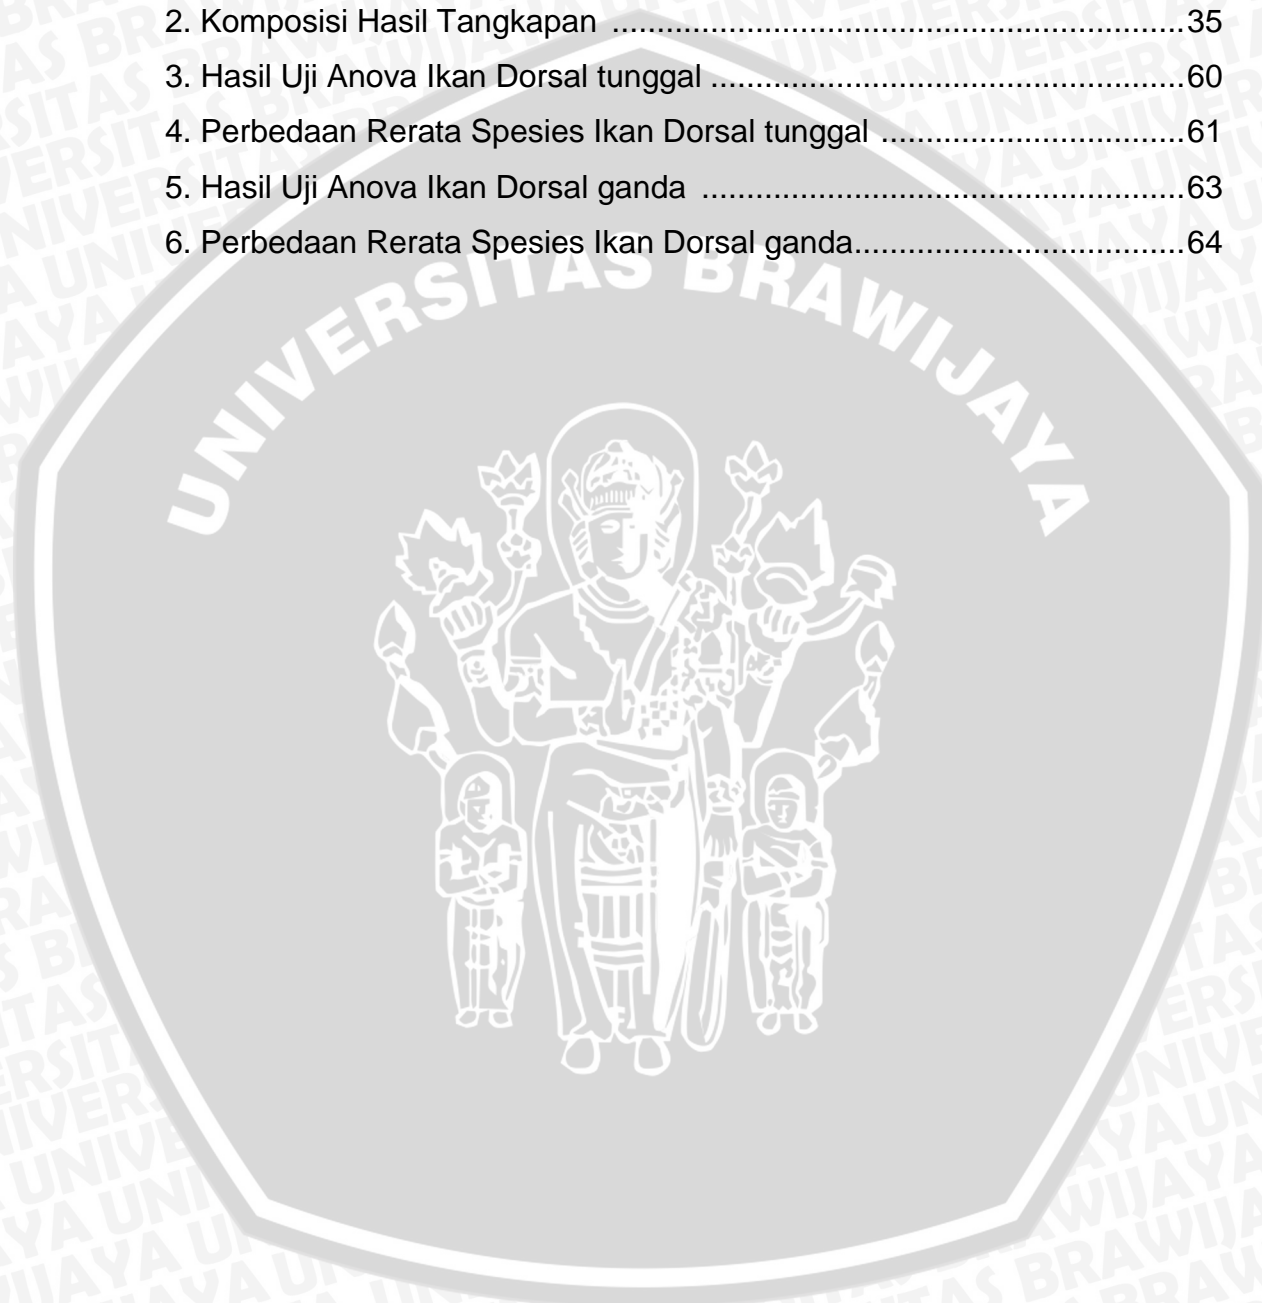 2. Komposisi Hasil Tangkapan ................................................................35
3. Hasil Uji Anova Ikan Dorsal tunggal .....................................................60
4. Perbedaan Rerata Spesies Ikan Dorsal tunggal ..................................61
5. Hasil Uji Anova Ikan Dorsal ganda ......................................................63
6. Perbedaan Rerata Spesies Ikan Dorsal ganda.....................................64
UNIVERSITAS BRAWIJAYA